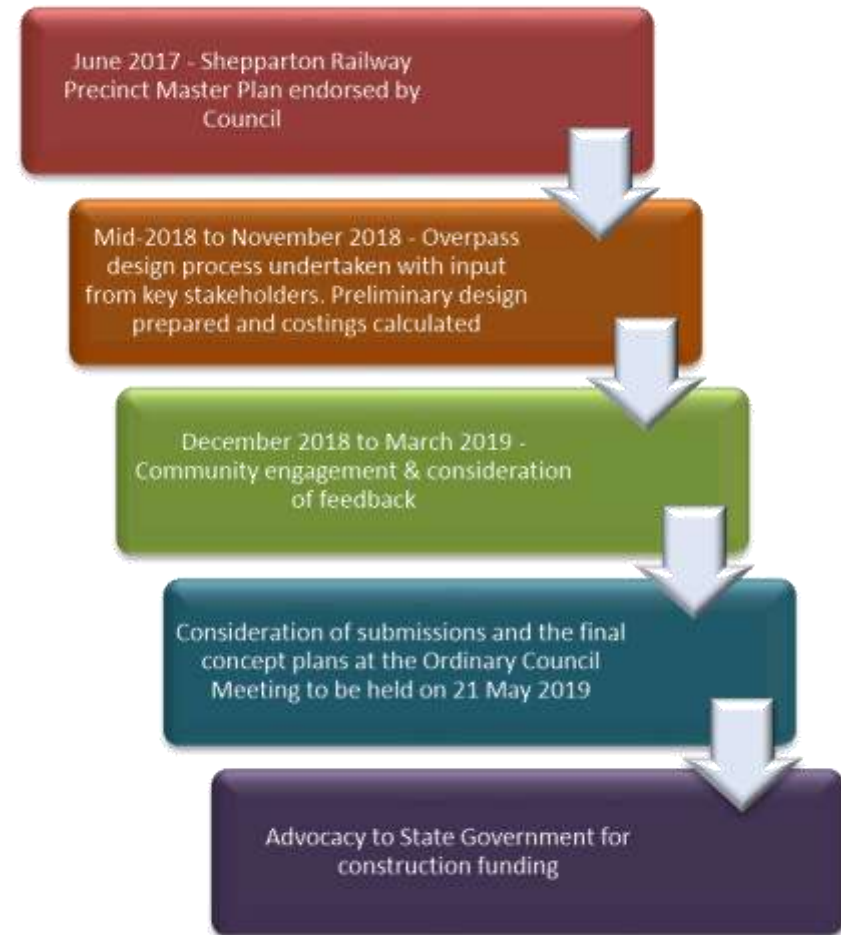 June 2017 - Shepparton Railway
Precinct Master Plan endorsed by
Council
Mid-2018 to November 2018 - Overpass
design process undertaken with input
from key stakeholders. Preliminary design
prepared and costings calculated
December 2018 to March 2019 -
Community engagement & consideration
of feedback
Consideration of submissions and the final
concept plans at the Ordinary Council
Meeting to be held on 21 May 2019
Advocacy to State Government for
construction funding